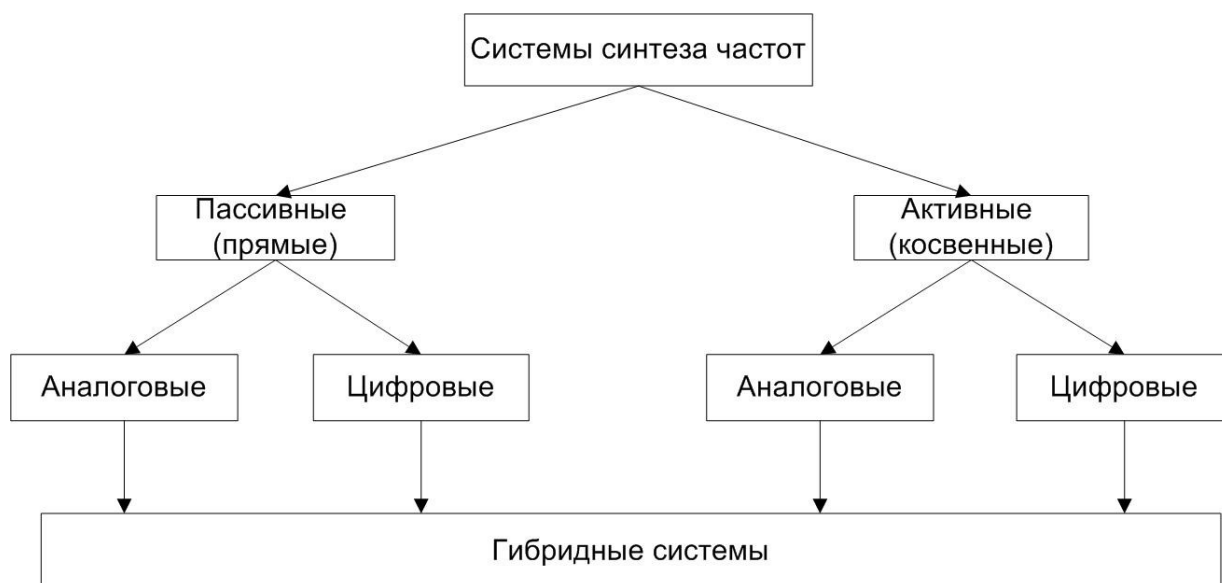 Системы синтеза частот
Пассивные
(прямые)
Активные
(косвенные)
Аналоговые
Цифровые
Аналоговые
Цифровые
Гибридные системы